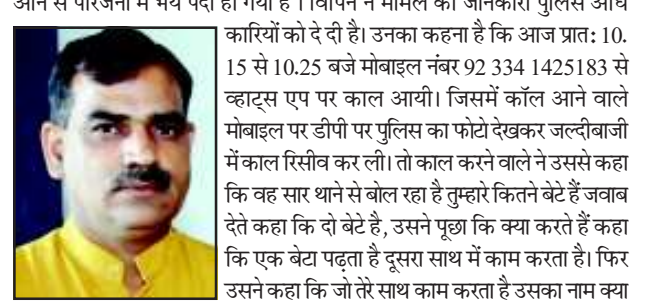 आने से परिजनों में भय पैदा हो गया है । विपिन ने मामले की जानकारी पुलिस अधि
कारियों को दे दी है। उनका कहना है कि आज प्रात: 10.
15 से 10.25 बजे मोबाइल नंबर 92 334 1425183 से
व्हाट्स एप पर काल आयी। जिसमें कॉल आने वाले
मोबाइल पर डीपी पर पुलिस का फोटो देखकर जल्दीबाजी
में काल रिसीव कर ली। तो काल करने वाले ने उससे कहा
कि वह सार थाने से बोल रहा है तुम्हारे कितने बेटे हैं जवाब
देते कहा कि दो बेटे है, उसने पूछा कि क्या करते हैं कहा
कि एक बेटा पढ़ता है दूसरा साथ में काम करता है। फिर
उसने कहा कि जो तेरे साथ काम करता है उसका नाम क्या